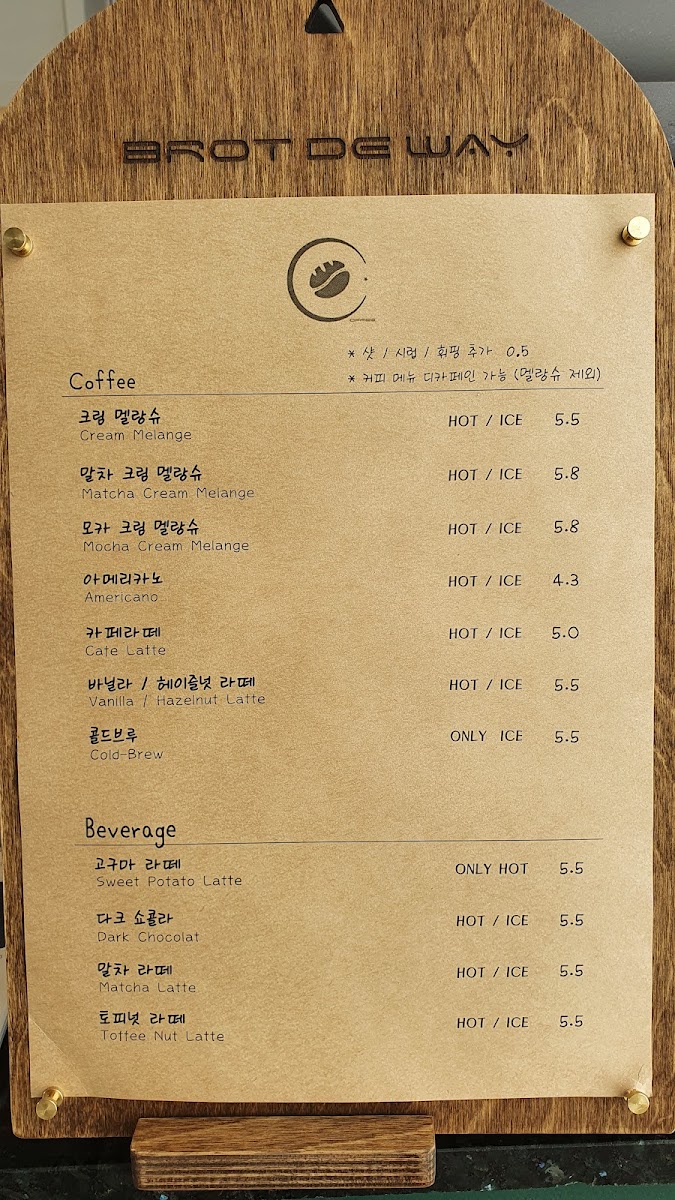 BROT DE WAY
* 샷 / 시럽 / 휘핑 추가 0.5
Coffee
* 커피 메뉴 디카페인 가능 (멜랑슈 제외)
크림 멜랑슈 HOT / ICE 5.5
Cream Melange
말차 크림 멜랑슈 HOT / ICE 5.8
Matcha Cream Melange
모카 크림 멜랑슈 HOT / ICE 5.8
Mocha Cream Melange
아메리카노 HOT / ICE 4.3
Americano
카페라떼 HOT / ICE 5.0
Cafe Latte
바닐라 / 헤이즐넛 라떼 HOT / ICE 5.5
Vanilla / Hazelnut Latte
콜드브루 ONLY ICE 5.5
Cold-Brew
Beverage
고구마 라떼 ONLY HOT 5.5
Sweet Potato Latte
다크 쇼콜라 HOT / ICE 5.5
Dark Chocolat
말차 라떼 HOT / ICE 5.5
Matcha Latte
토피넛 라떼 HOT / ICE 5.5
Toffee Nut Latte